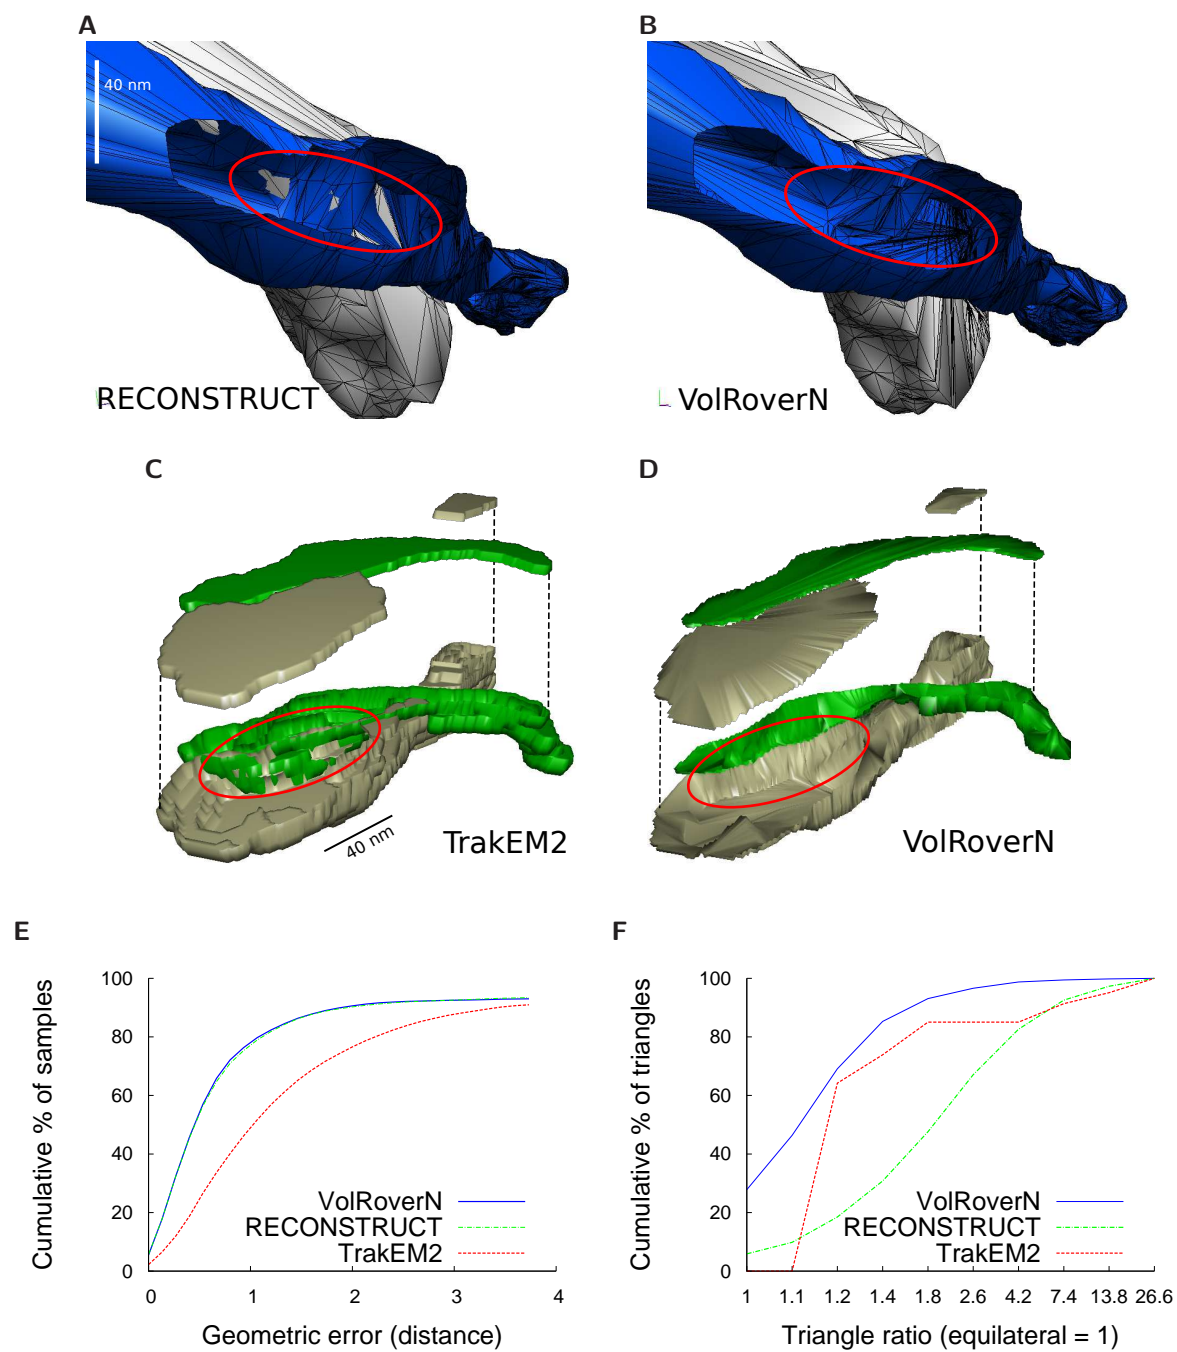 A
B
40 nm
RECONSTRUCT
VolRoverN
C
D
40 nm
TrakEM2
VolRoverN
E
F
Cumulative % of samples
100
80
60
40
20
0
0 1 2 3 4
VolRoverN
RECONSTRUCT
TrakEM2
Geometric error (distance)
Cumulative % of triangles
100
80
60
40
20
0
1 1.1 1.2 1.4 1.8 2.6 4.2 7.4 13.8 26.6
VolRoverN
RECONSTRUCT
TrakEM2
Triangle ratio (equilateral = 1)